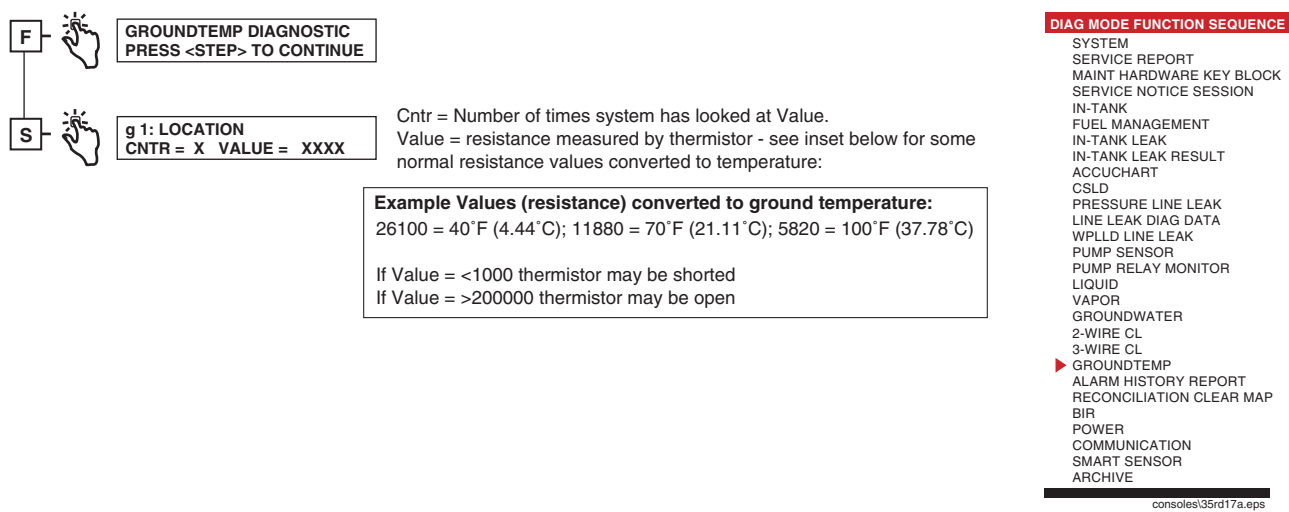 F
GROUNDTEMP DIAGNOSTIC
PRESS <STEP> TO CONTINUE
S
g 1: LOCATION
CNTR = X VALUE = XXXX
Cntr = Number of times system has looked at Value.
Value = resistance measured by thermistor - see inset below for some
normal resistance values converted to temperature:
Example Values (resistance) converted to ground temperature:
26100 = 40˚F (4.44˚C); 11880 = 70˚F (21.11˚C); 5820 = 100˚F (37.78˚C)
If Value = <1000 thermistor may be shorted
If Value = >200000 thermistor may be open
DIAG MODE FUNCTION SEQUENCE
SYSTEM
SERVICE REPORT
MAINT HARDWARE KEY BLOCK
SERVICE NOTICE SESSION
IN-TANK
FUEL MANAGEMENT
IN-TANK LEAK
IN-TANK LEAK RESULT
ACCUCHART
CSLD
PRESSURE LINE LEAK
LINE LEAK DIAG DATA
WPLLD LINE LEAK
PUMP SENSOR
PUMP RELAY MONITOR
LIQUID
VAPOR
GROUNDWATER
2-WIRE CL
3-WIRE CL
GROUNDTEMP
ALARM HISTORY REPORT
RECONCILIATION CLEAR MAP
BIR
POWER
COMMUNICATION
SMART SENSOR
ARCHIVE
consoles\35rd17a.eps